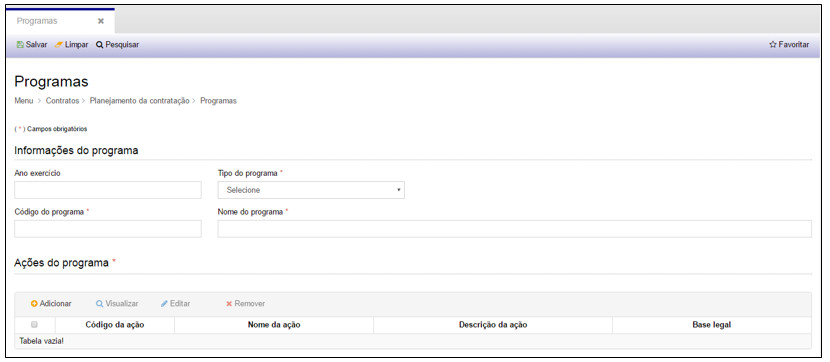 Programas ✖
Salvar Limpar Pesquisar Favoritar
Programas
Menu > Contratos > Planejamento da contratação > Programas
( * ) Campos obrigatórios
Informações do programa
Ano exercício Tipo do programa *
Selecione
Código do programa * Nome do programa *
Ações do programa *
Adicionar Visualizar Editar Remover
Código da ação Nome da ação Descrição da ação Base legal
Tabela vazia!